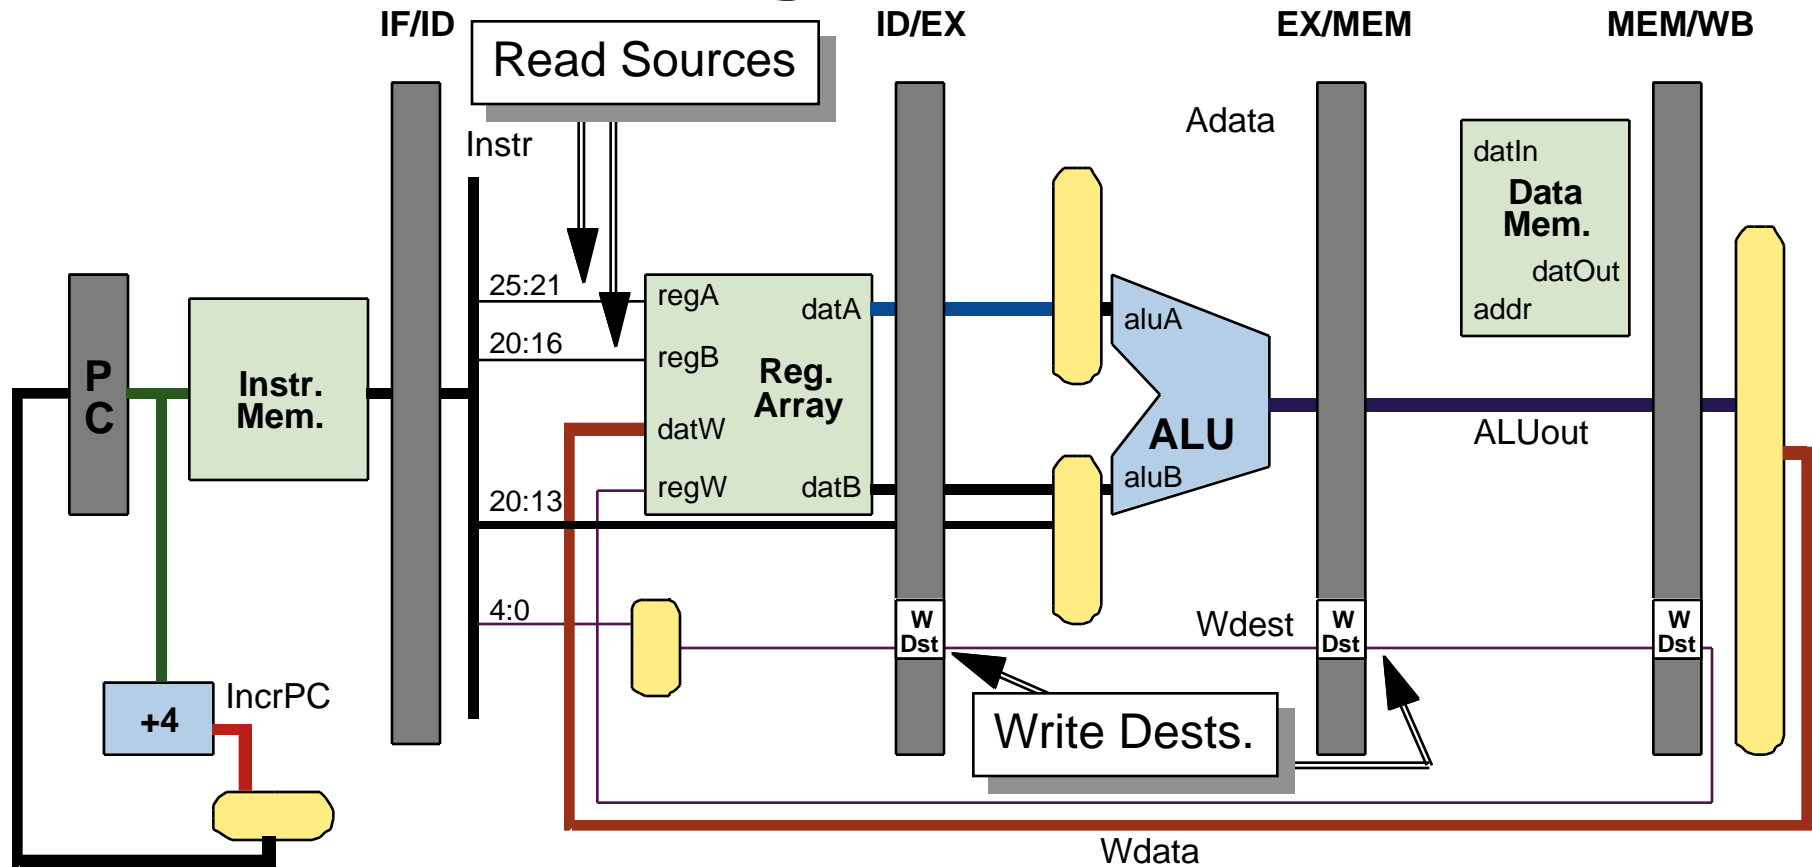 IF/ID
ID/EX
EX/MEM
MEM/WB
Read Sources
Instr
Adata
datIn
Data
Mem.
datOut
addr
25:21
regA
datA
aluA
20:16
regB
P
C
Instr.
Mem.
Reg.
Array
datW
ALU
ALUout
20:13
regW
datB
aluB
4:0
W
Dst
Wdest
W
Dst
W
Dst
+4
IncrPC
Write Dests.
Wdata